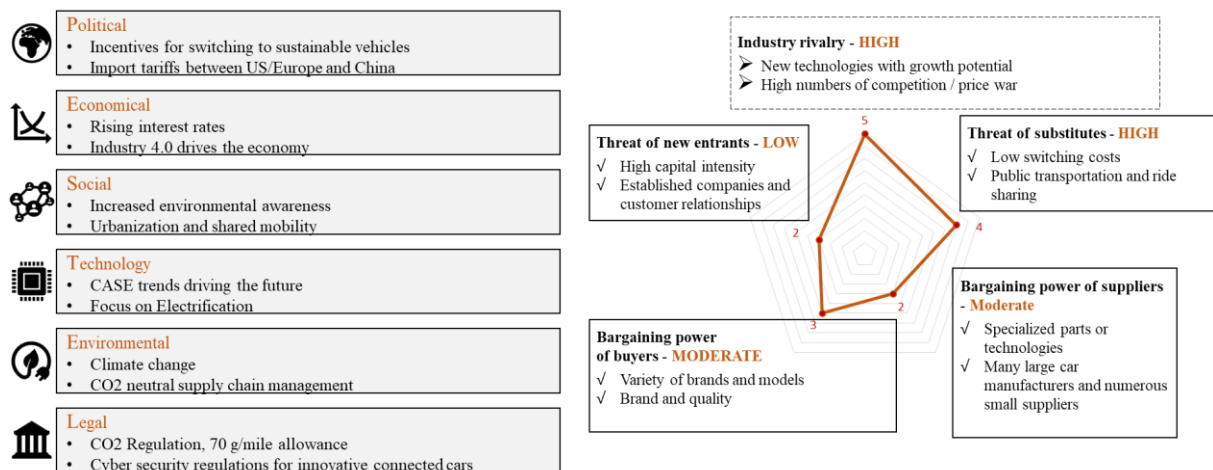 Political
• Incentives for switching to sustainable vehicles
• Import tariffs between US/Europe and China
Economical
• Rising interest rates
• Industry 4.0 drives the economy
Social
• Increased environmental awareness
• Urbanization and shared mobility
Technology
• CASE trends driving the future
• Focus on Electrification
Environmental
• Climate change
• CO2 neutral supply chain management
Legal
• CO2 Regulation, 70 g/mile allowance
• Cyber security regulations for innovative connected cars
Industry rivalry - HIGH
➢ New technologies with growth potential
➢ High numbers of competition / price war
Threat of new entrants - LOW
√ High capital intensity
√ Established companies and
customer relationships
Threat of substitutes - HIGH
√ Low switching costs
√ Public transportation and ride
sharing
5
4
2
3
2
Bargaining power
of buyers - MODERATE
√ Variety of brands and models
√ Brand and quality
Bargaining power of suppliers
- Moderate
√ Specialized parts or
technologies
√ Many large car
manufacturers and numerous
small suppliers